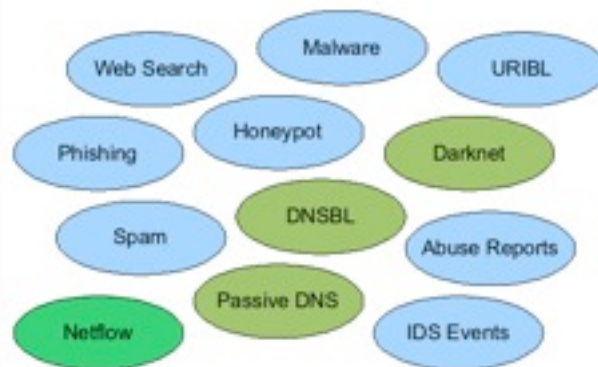 Malware
Web Search
URIBL
Honeypot
Phishing
Darknet
DNSBL
Spam
Abuse Reports
Passive DNS
Netflow
IDS Events